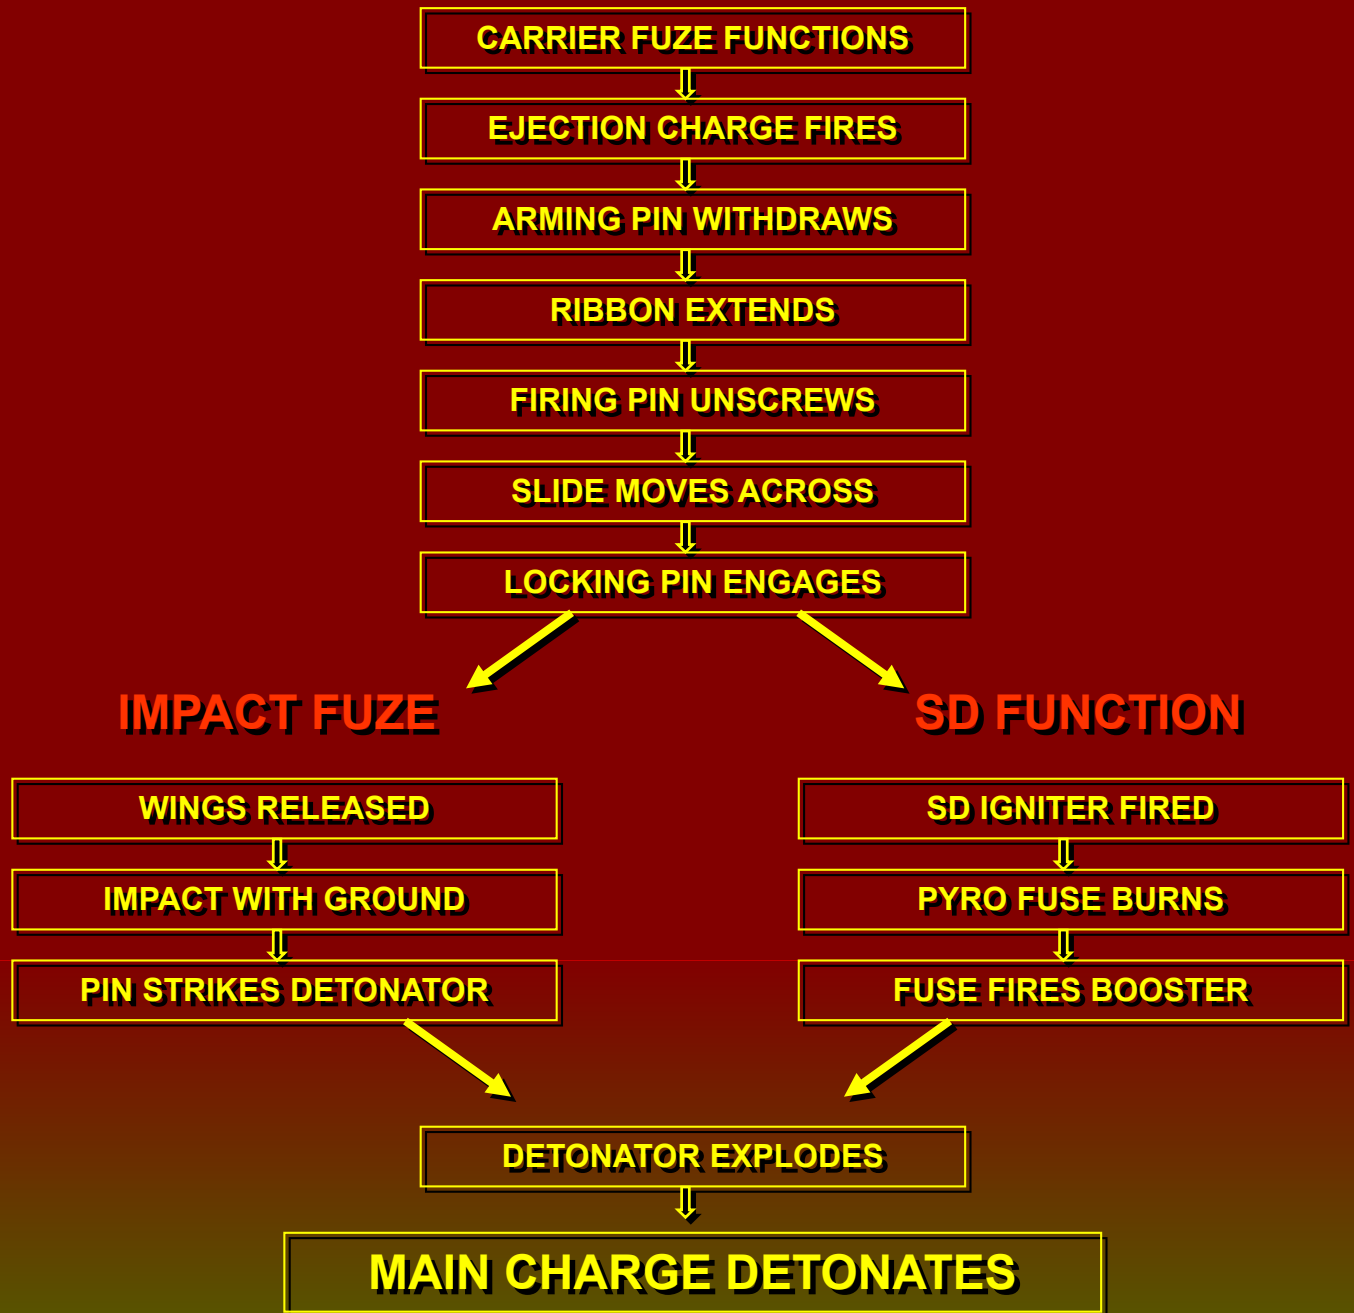 CARRIER FUZE FUNCTIONS
EJECTION CHARGE FIRES
ARMING PIN WITHDRAWS
RIBBON EXTENDS
FIRING PIN UNSCREWS
SLIDE MOVES ACROSS
LOCKING PIN ENGAGES
IMPACT FUZE
WINGS RELEASED
IMPACT WITH GROUND
PIN STRIKES DETONATOR
SD FUNCTION
SD IGNITER FIRED
PYRO FUSE BURNS
FUSE FIRES BOOSTER
DETONATOR EXPLODES
MAIN CHARGE DETONATES